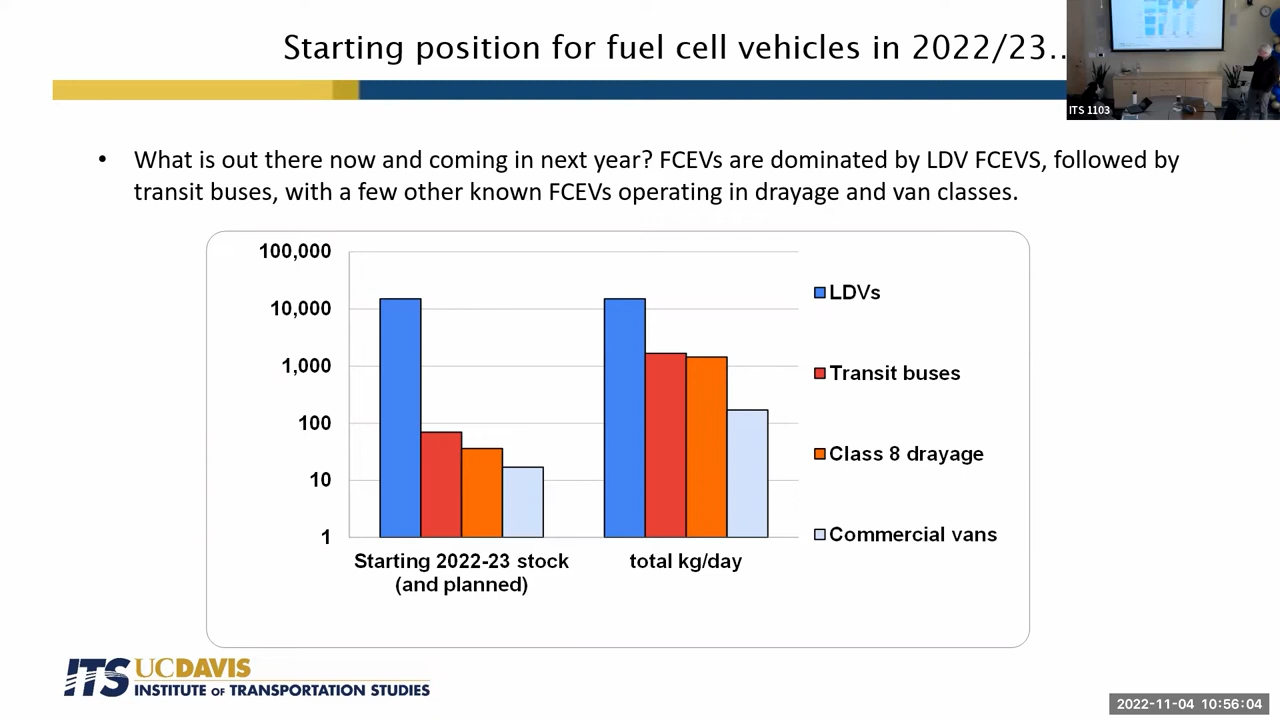 Starting position for fuel cell vehicles in 2022/23..
ITS 1103
• What is out there now and coming in next year? FCEVs are dominated by LDV FCEVS, followed by
transit buses, with a few other known FCEVs operating in drayage and van classes.
100,000
10,000
1,000
100
10
1
Starting 2022-23 stock
(and planned)
total kg/day
LDVs
Transit buses
Class 8 drayage
Commercial vans
ITS UCDAVIS
INSTITUTE OF TRANSPORTATION STUDIES
2022-11-04 10:56:04